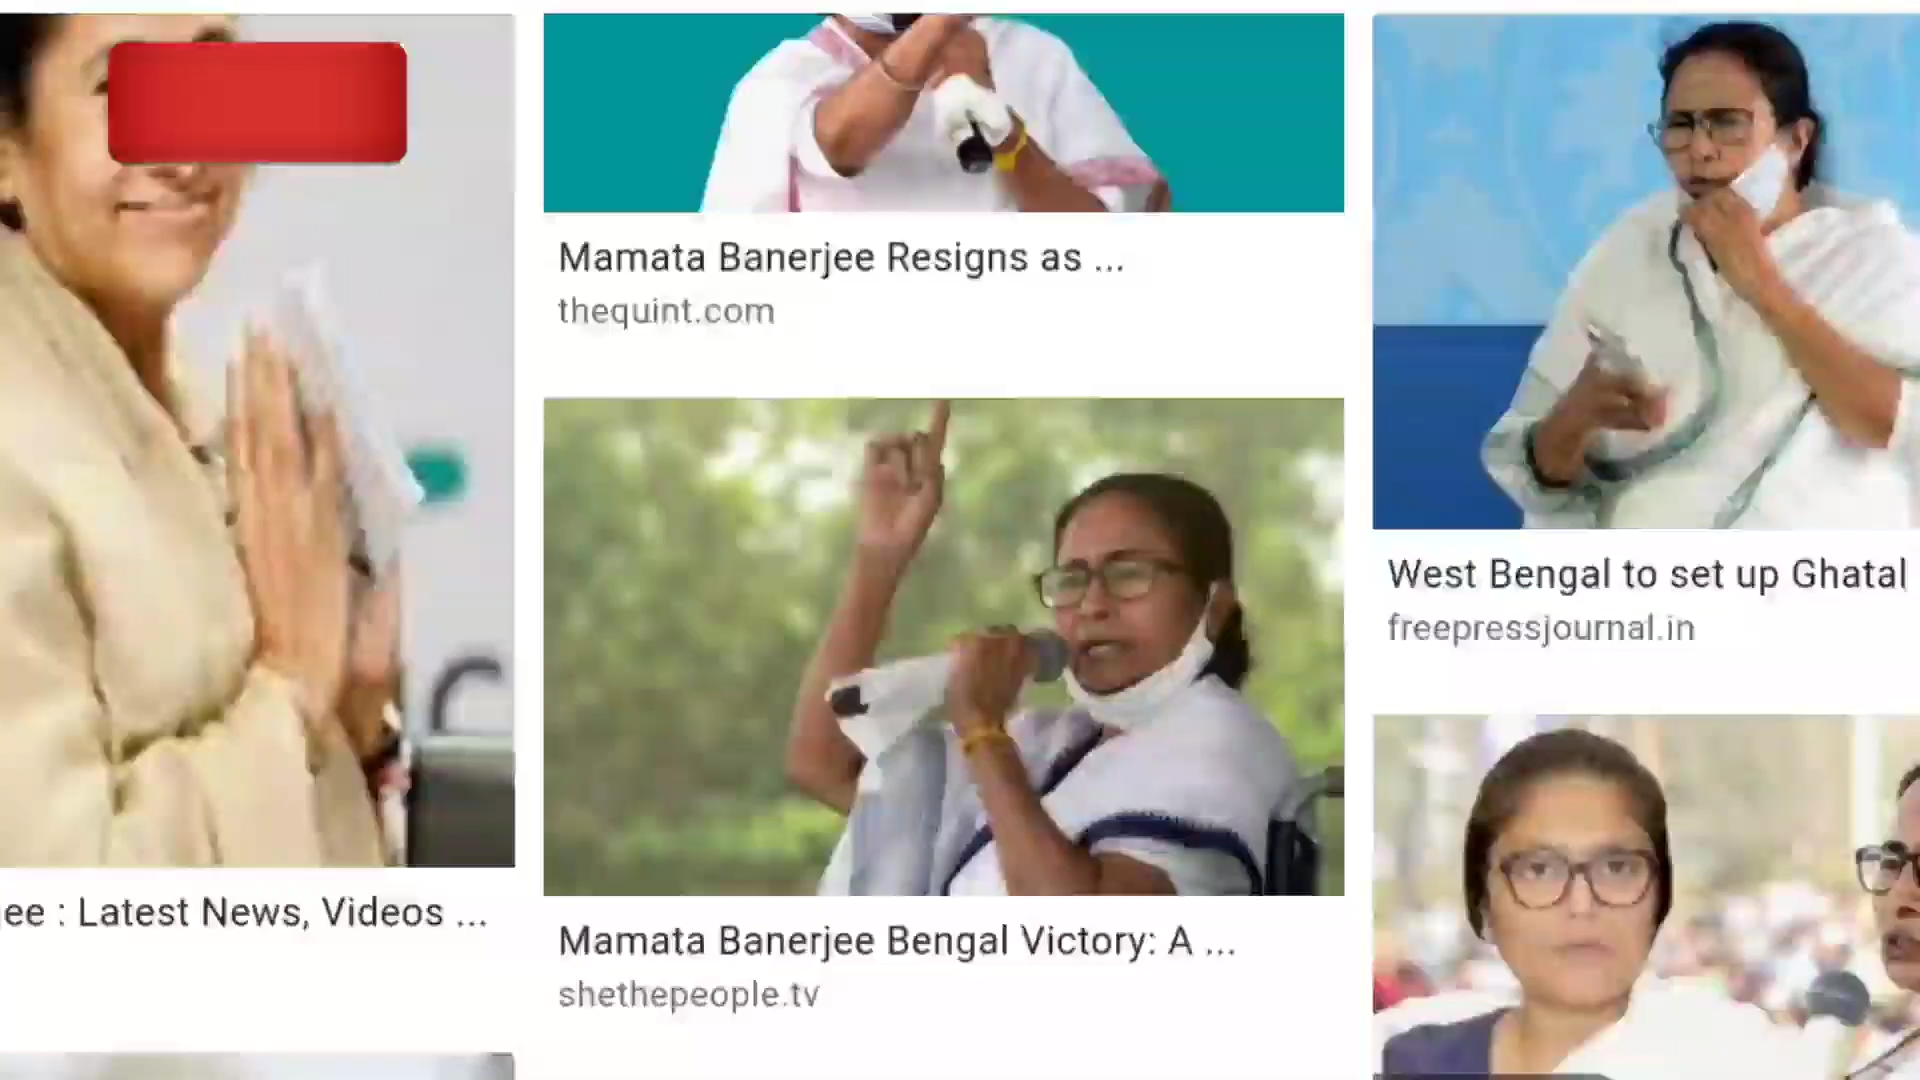 Mamata Banerjee Resigns as ...
thequint.com
West Bengal to set up Ghatal
freepressjournal.in
ee : Latest News, Videos ...
Mamata Banerjee Bengal Victory: A ...
shethepeople.tv